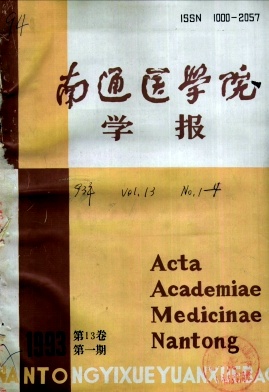 ISSN 1000-2057
南通医学院
学报
93年 Vol.13 No.1-4
Acta
Academiae
Medicinae
Nantong
1993 第13卷
第一期
NANTONGYIXUEYUANXUEBAO